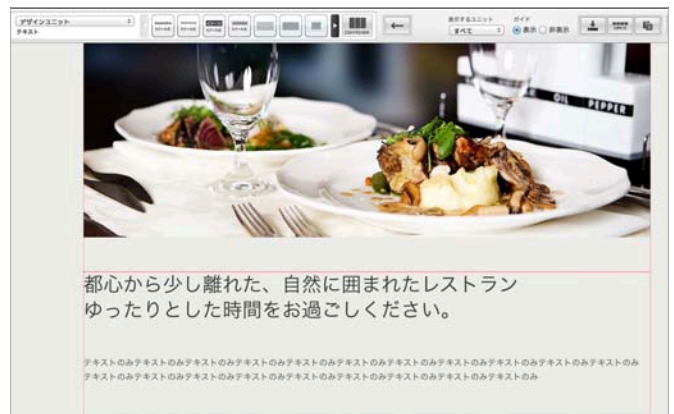 デザインユニット
テキスト
表示するユニット
すべて
ガイド
表示 非表示
OIL PEPPER
都心から少し離れた、自然に囲まれたレストラン
ゆったりとした時間をお過ごしください。
テキストのみテキストのみテキストのみテキストのみテキストのみテキストのみテキストのみテキストのみテキストのみテキストのみ
テキストのみテキストのみテキストのみテキストのみテキストのみテキストのみテキストのみテキストのみ